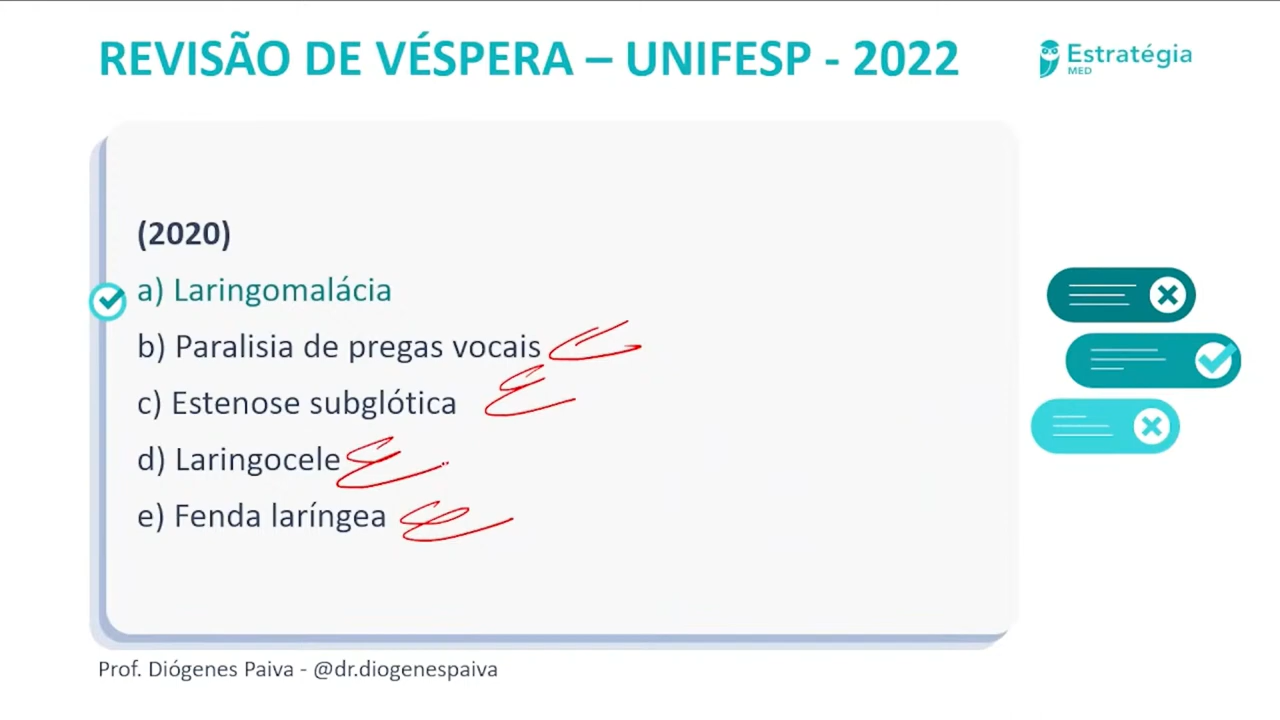 REVISÃO DE VÉSPERA – UNIFESP - 2022
Estratégia
MED
(2020)
a) Laringomalácia
b) Paralisia de pregas vocais
c) Estenose subglótica
d) Laringocele
e) Fenda laríngea
Prof. Diógenes Paiva - @dr.diogenespaiva